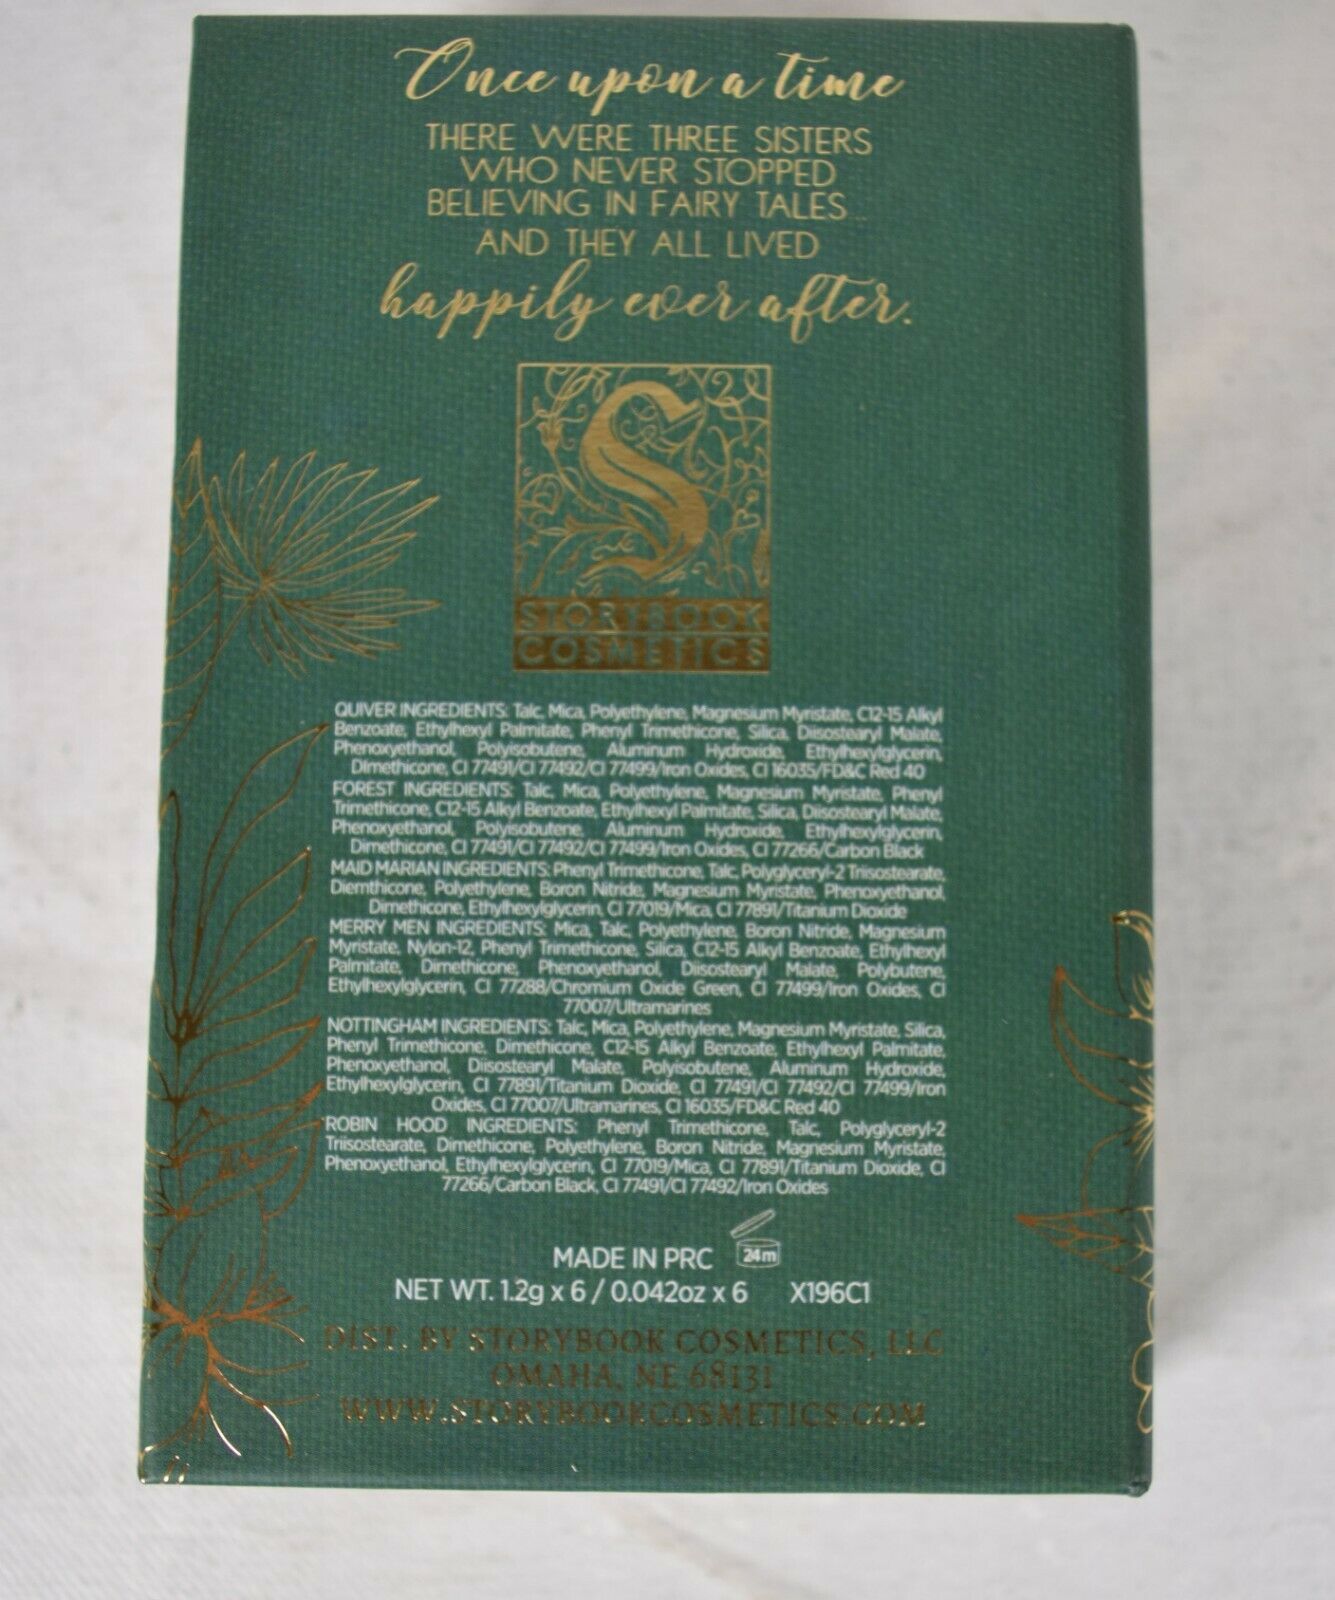 Once upon a time
THERE WERE THREE SISTERS
WHO NEVER STOPPED
BELIEVING IN FAIRY TALES...
AND THEY ALL LIVED
happily ever after.
S
STORYBOOK
COSMETICS
QUIVER INGREDIENTS: Talc, Mica, Polyethylene, Magnesium Myristate, C12-15 Alkyl
Benzoate, Ethylhexyl Palmitate, Phenyl Trimethicone, Silica, Diisostearyl Malate,
Phenoxyethanol, Polyisobutene, Aluminum Hydroxide, Ethylhexylglycerin,
Dimethicone, CI 77491/CI 77492/CI 77499/Iron Oxides, CI 16035/FD&C Red 40
FOREST INGREDIENTS: Talc, Mica, Polyethylene, Magnesium Myristate, Phenyl
Trimethicone, C12-15 Alkyl Benzoate, Ethylhexyl Palmitate, Silica, Diisostearyl Malate,
Phenoxyethanol, Polyisobutene, Aluminum Hydroxide, Ethylhexylglycerin,
Dimethicone, CI 77491/CI 77492/CI 77499/Iron Oxides, CI 77266/Carbon Black
MAID MARIAN INGREDIENTS: Phenyl Trimethicone, Talc, Polyglyceryl-2 Triisostearate,
Diemthicone, Polyethylene, Boron Nitride, Magnesium Myristate, Phenoxyethanol,
Dimethicone, Ethylhexylglycerin, CI 77019/Mica, CI 77891/Titanium Dioxide
MERRY MEN INGREDIENTS: Mica, Talc, Polyethylene, Boron Nitride, Magnesium
Myristate, Nylon-12, Phenyl Trimethicone, Silica, C12-15 Alkyl Benzoate, Ethylhexyl
Palmitate, Dimethicone, Phenoxyethanol, Diisostearyl Malate, Polybutene,
Ethylhexylglycerin, CI 77288/Chromium Oxide Green, CI 77499/Iron Oxides, CI
77007/Ultramarines
NOTTINGHAM INGREDIENTS: Talc, Mica, Polyethylene, Magnesium Myristate, Silica,
Phenyl Trimethicone, Dimethicone, C12-15 Alkyl Benzoate, Ethylhexyl Palmitate,
Phenoxyethanol, Diisostearyl Malate, Polyisobutene, Aluminum Hydroxide,
Ethylhexylglycerin, CI 77891/Titanium Dioxide, CI 77491/CI 77492/CI 77499/Iron
Oxides, CI 77007/Ultramarines, CI 16035/FD&C Red 40
ROBIN HOOD INGREDIENTS: Phenyl Trimethicone, Talc, Polyglyceryl-2
Triisostearate, Dimethicone, Polyethylene, Boron Nitride, Magnesium Myristate,
Phenoxyethanol, Ethylhexylglycerin, CI 77019/Mica, CI 77891/Titanium Dioxide, CI
77266/Carbon Black, CI 77491/CI 77492/Iron Oxides
MADE IN PRC 24m
NET WT. 1.2g x 6 / 0.042oz x 6 X196C1
DIST. BY STORYBOOK COSMETICS, LLC
OMAHA, NE 68131
WWW.STORYBOOKCOSMETICS.COM